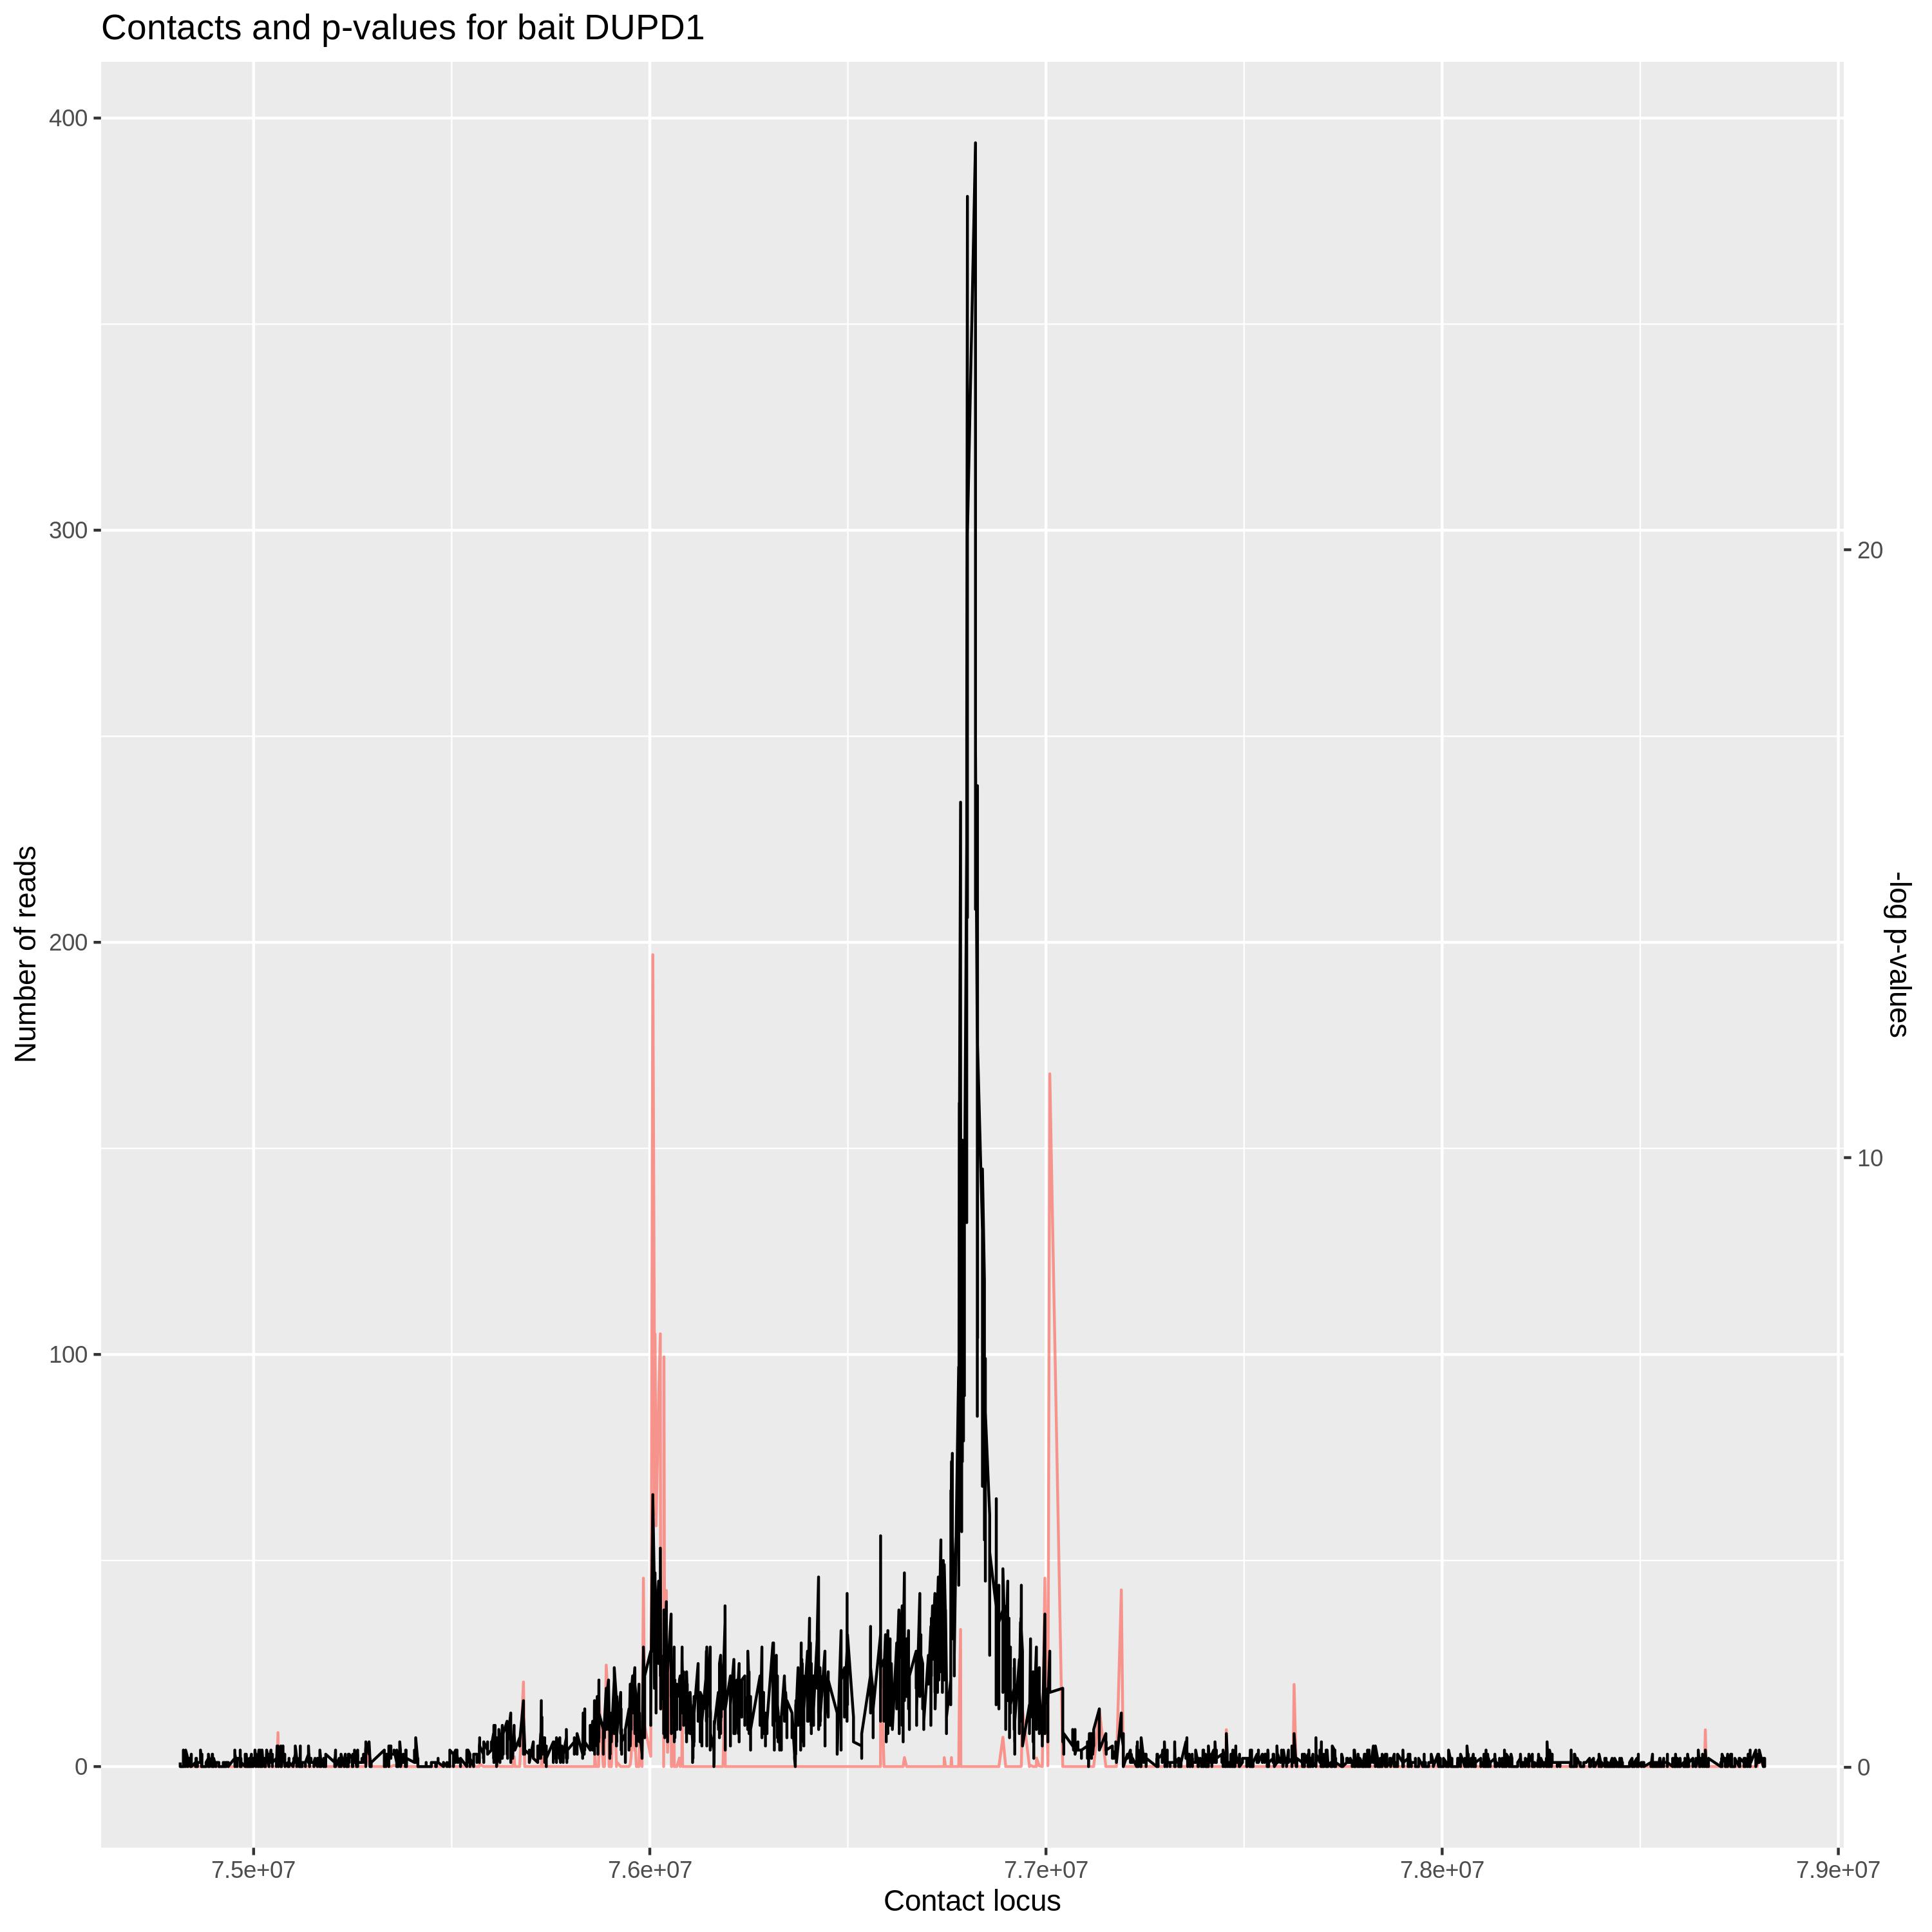 Contacts and p-values for bait DUPD1
400
300
200
100
0
Number of reads
20
10
0
-log p-values
7.5e+07
7.6e+07
7.7e+07
7.8e+07
7.9e+07
Contact locus